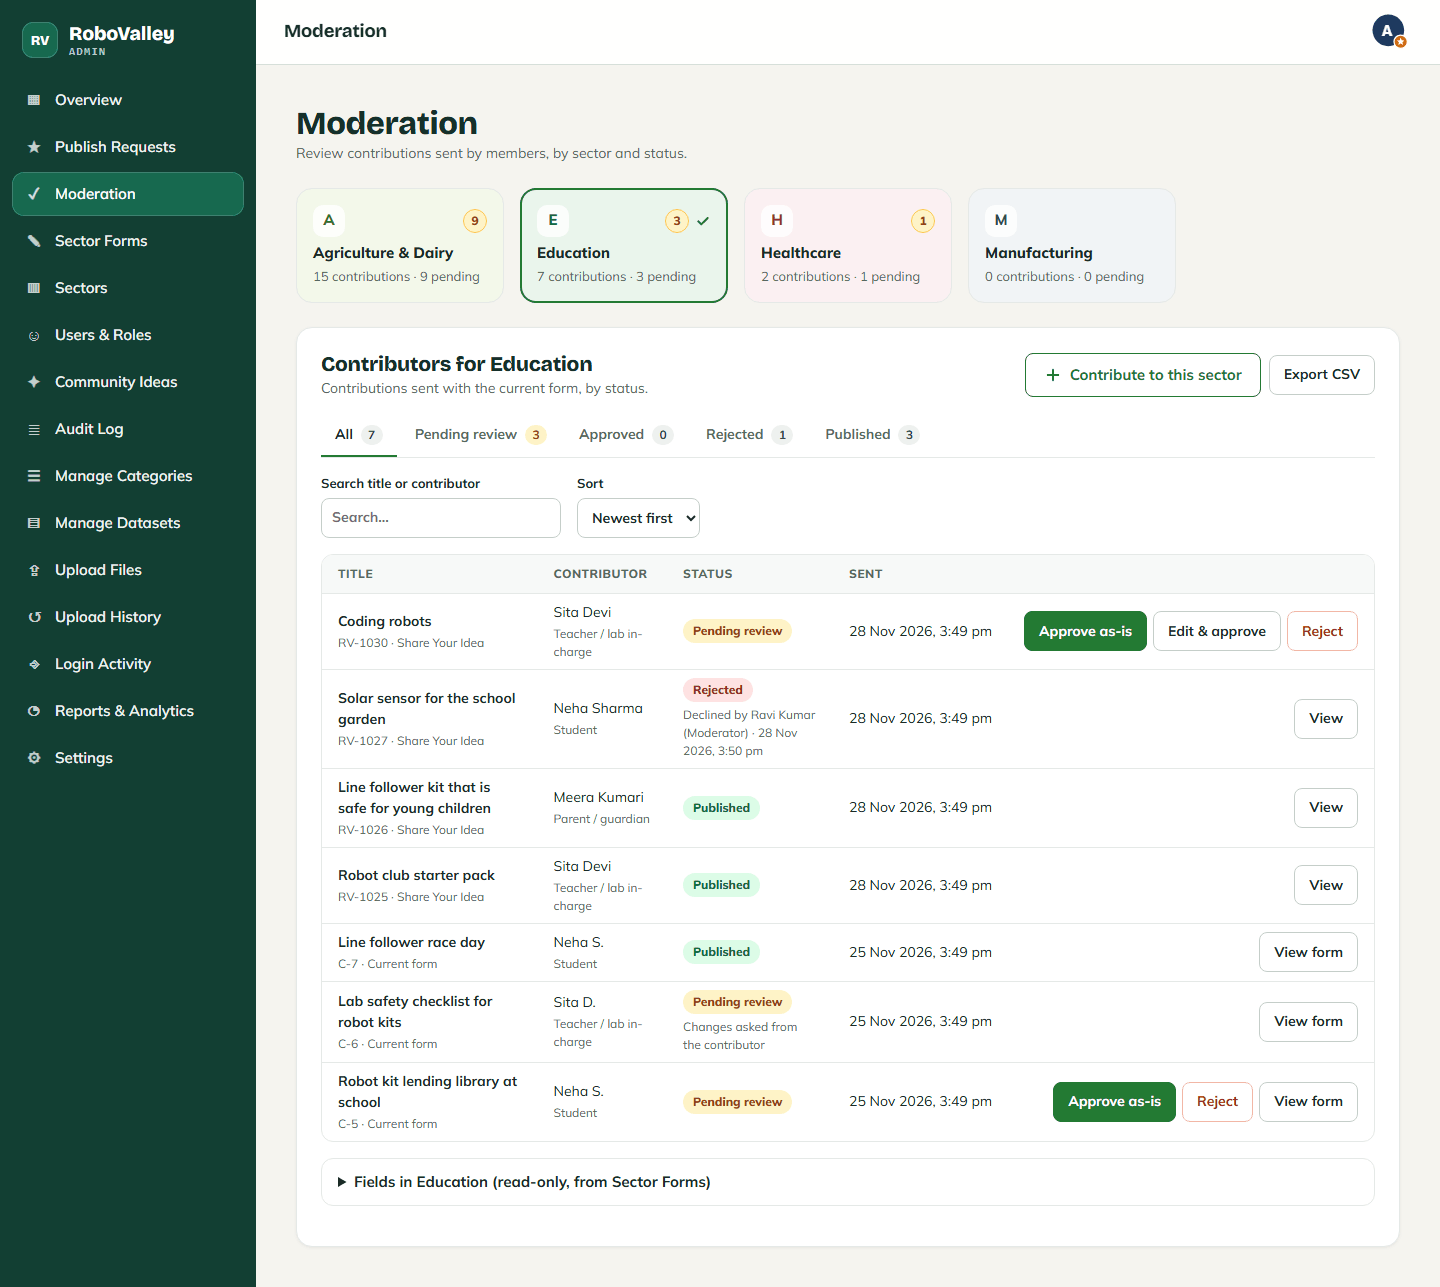 RV
RoboValley
ADMIN
Overview
Publish Requests
Moderation
Sector Forms
Sectors
Users & Roles
Community Ideas
Audit Log
Manage Categories
Manage Datasets
Upload Files
Upload History
Login Activity
Reports & Analytics
Settings
Moderation
A
Moderation
Review contributions sent by members, by sector and status.
A 9
Agriculture & Dairy
15 contributions · 9 pending
E 3
Education
7 contributions · 3 pending
H 1
Healthcare
2 contributions · 1 pending
M
Manufacturing
0 contributions · 0 pending
Contributors for Education
Contributions sent with the current form, by status.
+ Contribute to this sector
Export CSV
All 7 Pending review 3 Approved 0 Rejected 1 Published 3
Search title or contributor
Search...
Sort
Newest first
TITLE CONTRIBUTOR STATUS SENT
Coding robots
RV-1030 · Share Your Idea
Sita Devi
Teacher / lab in-
charge
Pending review
28 Nov 2026, 3:49 pm
Approve as-is Edit & approve Reject
Solar sensor for the school
garden
RV-1027 · Share Your Idea
Neha Sharma
Student
Rejected
Declined by Ravi Kumar
(Moderator) · 28 Nov
2026, 3:50 pm
28 Nov 2026, 3:49 pm
View
Line follower kit that is
safe for young children
RV-1026 · Share Your Idea
Meera Kumari
Parent / guardian
Published
28 Nov 2026, 3:49 pm
View
Robot club starter pack
RV-1025 · Share Your Idea
Sita Devi
Teacher / lab in-
charge
Published
28 Nov 2026, 3:49 pm
View
Line follower race day
C-7 · Current form
Neha S.
Student
Published
25 Nov 2026, 3:49 pm
View form
Lab safety checklist for
robot kits
C-6 · Current form
Sita D.
Teacher / lab in-
charge
Pending review
Changes asked from
the contributor
25 Nov 2026, 3:49 pm
View form
Robot kit lending library at
school
C-5 · Current form
Neha S.
Student
Pending review
25 Nov 2026, 3:49 pm
Approve as-is Reject View form
Fields in Education (read-only, from Sector Forms)